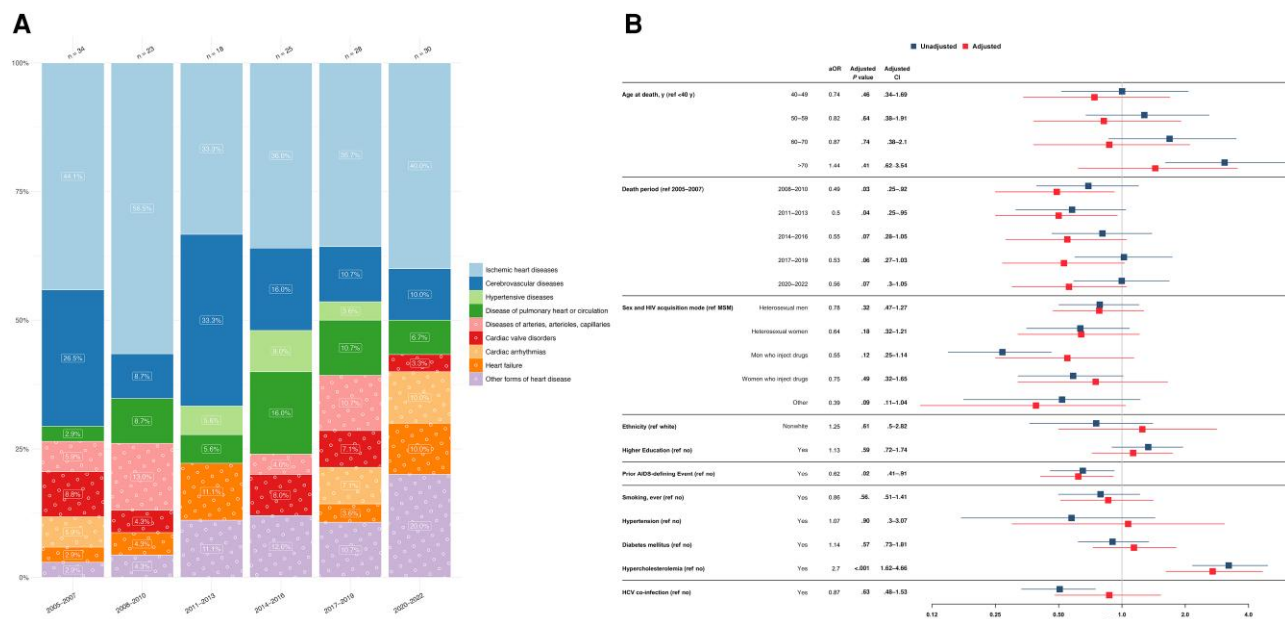 A
n = 34
n = 23
n = 18
n = 25
n = 28
n = 30
100%
75%
50%
25%
0%
44.1%
26.5%
2.9%
5.9%
8.8%
5.9%
2.9%
2.9%
56.5%
8.7%
8.7%
13.0%
4.3%
4.3%
4.3%
33.3%
33.3%
5.6%
5.6%
11.1%
11.1%
36.0%
16.0%
8.0%
16.0%
4.0%
8.0%
12.0%
35.7%
10.7%
3.6%
10.7%
10.7%
7.1%
7.1%
3.6%
10.7%
40.0%
10.0%
6.7%
3.3%
10.0%
10.0%
20.0%
2005–2007
2008–2010
2011–2013
2014–2016
2017–2019
2020–2022
Ischemic heart diseases
Cerebrovascular diseases
Hypertensive diseases
Disease of pulmonary heart or circulation
Diseases of arteries, arterioles, capillaries
Cardiac valve disorders
Cardiac arrhythmias
Heart failure
Other forms of heart disease
B
Unadjusted Adjusted
aOR Adjusted P value Adjusted CI
Age at death, y (ref <40 y) 40–49 0.74 .46 .34–1.69
50–59 0.82 .64 .38–1.91
60–70 0.87 .74 .38–2.1
>70 1.44 .41 .62–3.54
Death period (ref 2005–2007) 2008–2010 0.49 .03 .25–.92
2011–2013 0.5 .04 .25–.95
2014–2016 0.55 .07 .28–1.05
2017–2019 0.53 .06 .27–1.03
2020–2022 0.56 .07 .3–1.05
Sex and HIV acquisition mode (ref MSM) Heterosexual men 0.78 .32 .47–1.27
Heterosexual women 0.64 .18 .32–1.21
Men who inject drugs 0.55 .12 .25–1.14
Women who inject drugs 0.75 .49 .32–1.65
Other 0.39 .09 .11–1.04
Ethnicity (ref white) Nonwhite 1.25 .61 .5–2.82
Higher Education (ref no) Yes 1.13 .59 .72–1.74
Prior AIDS-defining Event (ref no) Yes 0.62 .02 .41–.91
Smoking, ever (ref no) Yes 0.86 .56. .51–1.41
Hypertension (ref no) Yes 1.07 .90 .3–3.07
Diabetes mellitus (ref no) Yes 1.14 .57 .73–1.81
Hypercholesterolemia (ref no) Yes 2.7 <.001 1.62–4.66
HCV co-infection (ref no) Yes 0.87 .63 .48–1.53
0.12 0.25 0.50 1.0 2.0 4.0